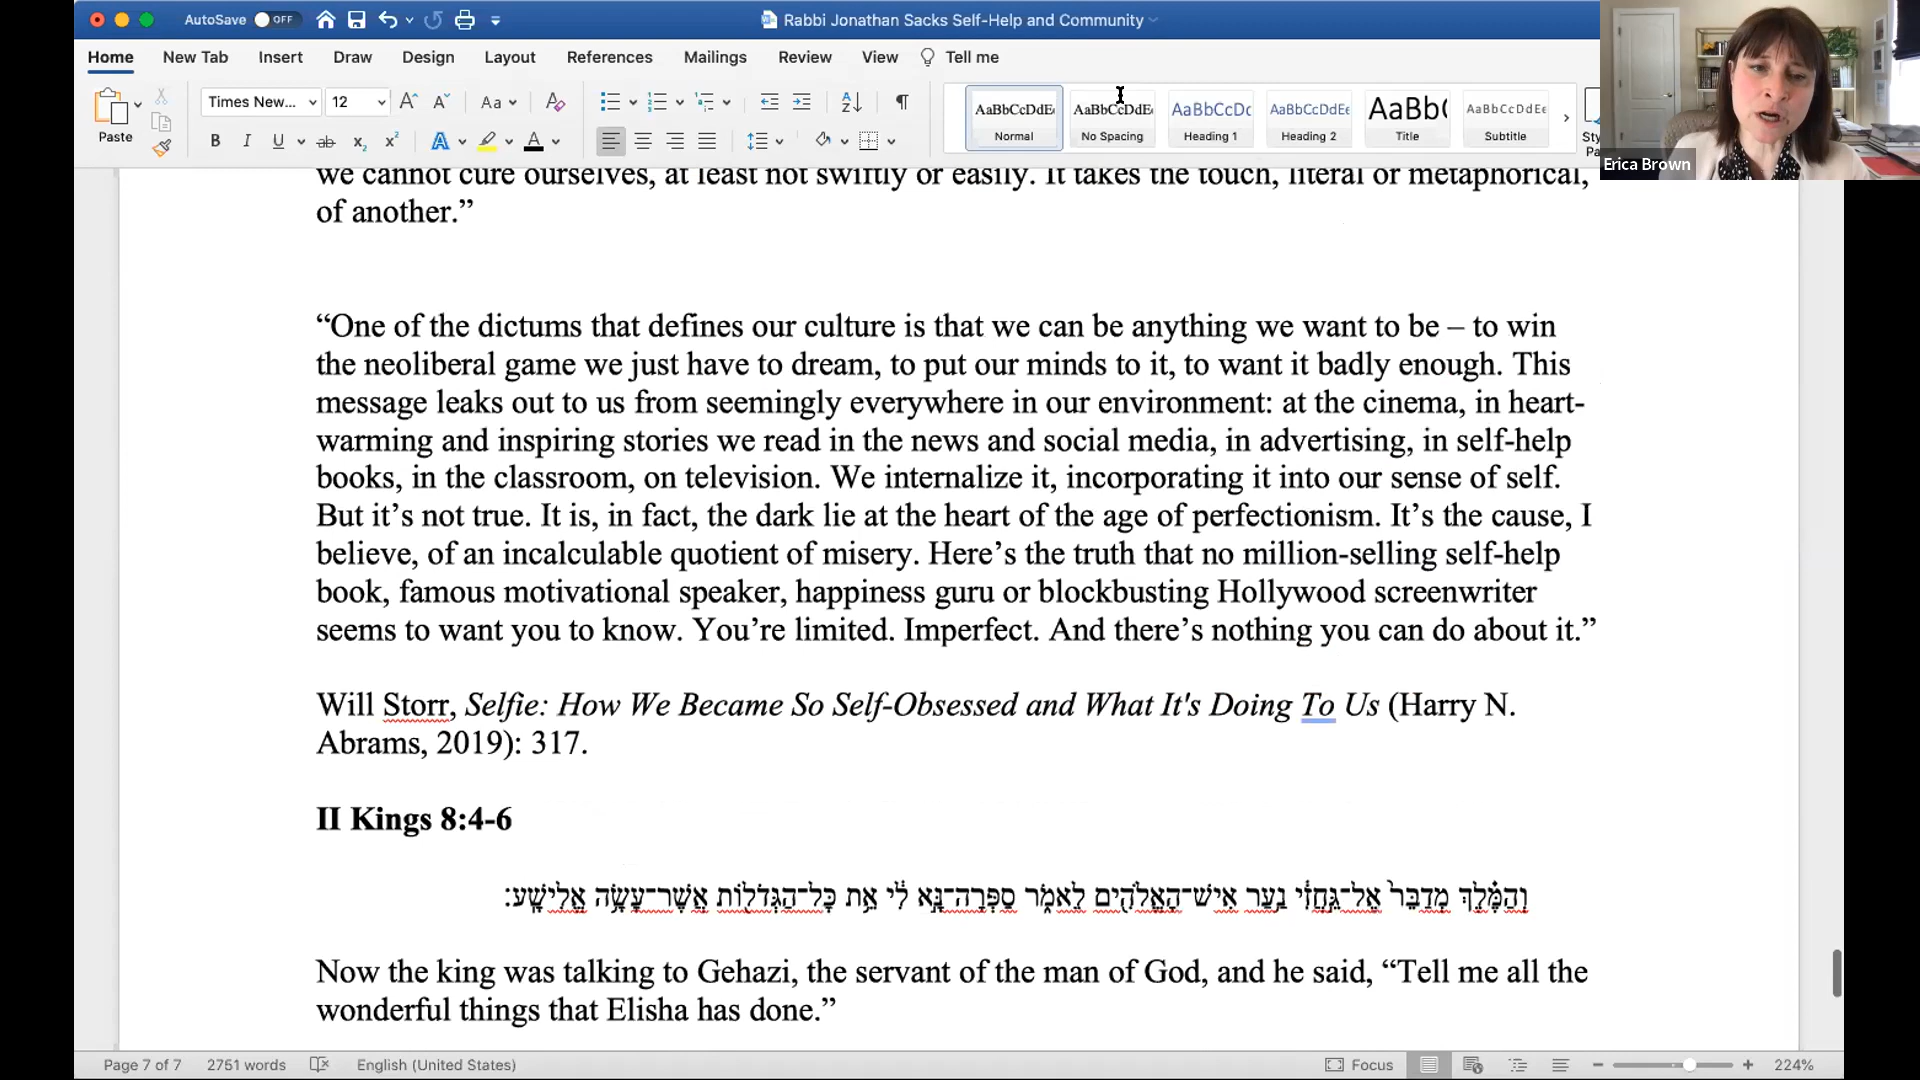 AutoSave OFF
Rabbi Jonathan Sacks Self-Help and Community
Home New Tab Insert Draw Design Layout References Mailings Review View Tell me
Paste
Times New... 12
AaBbCcDdEe AaBbCcDdEe AaBbCcDc AaBbCcDdEe AaBb( AaBbCcDdEe
Normal No Spacing Heading 1 Heading 2 Title Subtitle
Erica Brown
we cannot cure ourselves, at least not swiftly or easily. It takes the touch, literal or metaphorical,
of another.”
“One of the dictums that defines our culture is that we can be anything we want to be – to win
the neoliberal game we just have to dream, to put our minds to it, to want it badly enough. This
message leaks out to us from seemingly everywhere in our environment: at the cinema, in heart-
warming and inspiring stories we read in the news and social media, in advertising, in self-help
books, in the classroom, on television. We internalize it, incorporating it into our sense of self.
But it’s not true. It is, in fact, the dark lie at the heart of the age of perfectionism. It’s the cause, I
believe, of an incalculable quotient of misery. Here’s the truth that no million-selling self-help
book, famous motivational speaker, happiness guru or blockbusting Hollywood screenwriter
seems to want you to know. You’re limited. Imperfect. And there’s nothing you can do about it.”
Will Storr, Selfie: How We Became So Self-Obsessed and What It's Doing To Us (Harry N.
Abrams, 2019): 317.
II Kings 8:4-6
וְהַמֶּ֗לֶךְ מְדַבֵּר֙ אֶל־גֵּ֣חֲזִ֔י נַ֥עַר אִישׁ־הָאֱלֹהִ֖ים לֵאמֹ֑ר סַפְּרָה־נָּ֣א לִ֔י אֵ֥ת כָּל־הַגְּדֹל֖וֹת אֲשֶׁר־עָשָׂ֥ה אֱלִישָֽׁע׃
Now the king was talking to Gehazi, the servant of the man of God, and he said, “Tell me all the
wonderful things that Elisha has done.”
Page 7 of 7 2751 words English (United States) Focus 224%